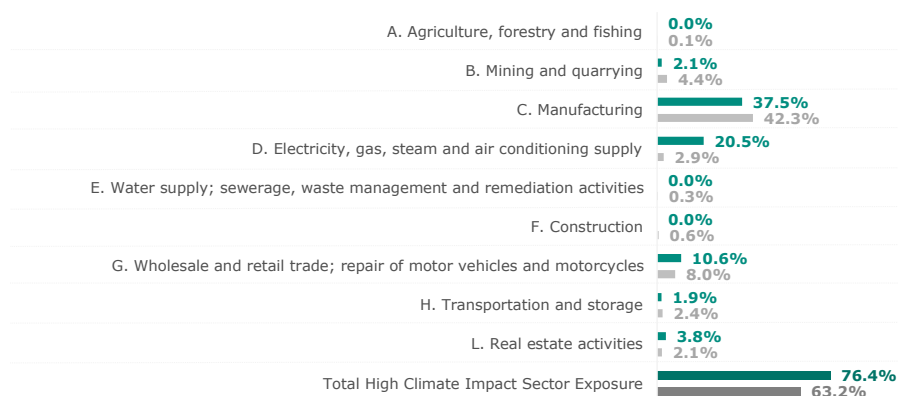 A. Agriculture, forestry and fishing
0.0%
0.1%
B. Mining and quarrying
2.1%
4.4%
C. Manufacturing
37.5%
42.3%
D. Electricity, gas, steam and air conditioning supply
20.5%
2.9%
E. Water supply; sewerage, waste management and remediation activities
0.0%
0.3%
F. Construction
0.0%
0.6%
G. Wholesale and retail trade; repair of motor vehicles and motorcycles
10.6%
8.0%
H. Transportation and storage
1.9%
2.4%
L. Real estate activities
3.8%
2.1%
Total High Climate Impact Sector Exposure
76.4%
63.2%